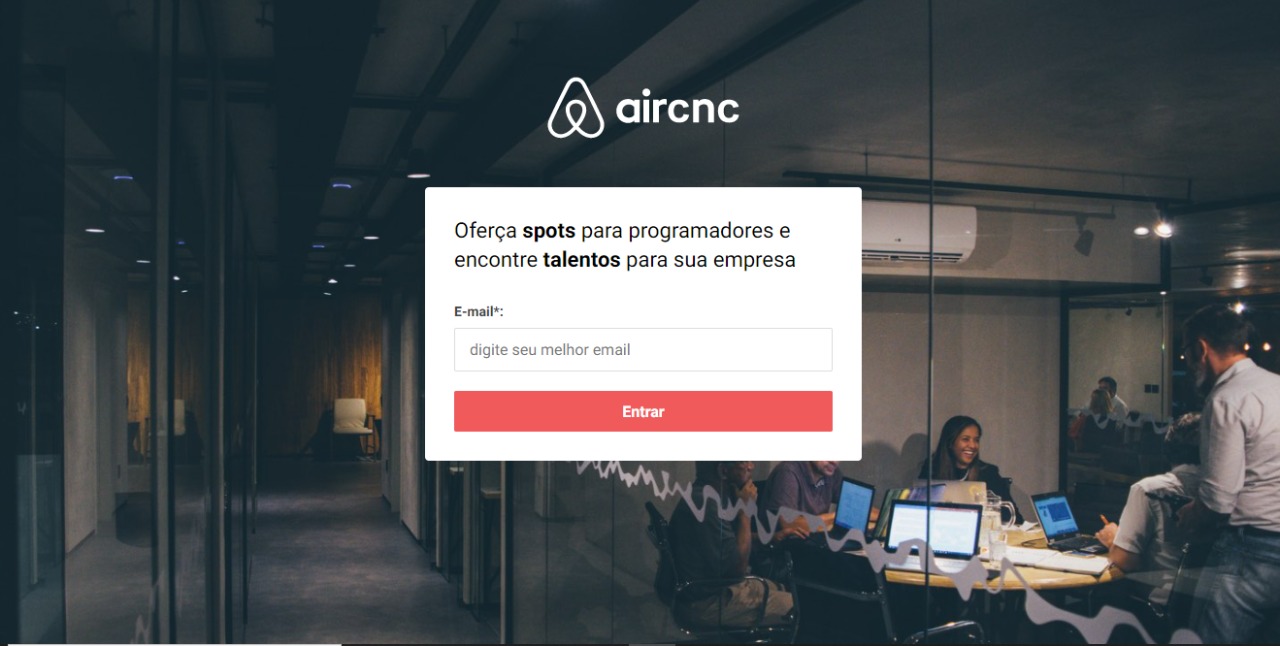 aircnc
Oferça spots para programadores e
encontre talentos para sua empresa
E-mail*:
digite seu melhor email
Entrar